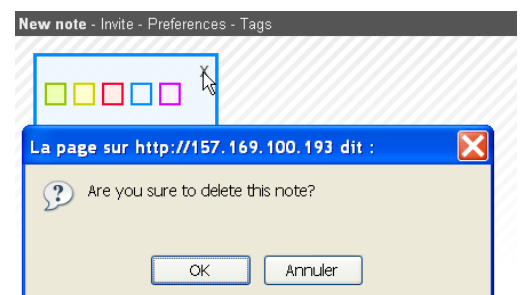 New note - Invite - Preferences - Tags
x
La page sur http://157.169.100.193 dit :
Are you sure to delete this note?
OK Annuler